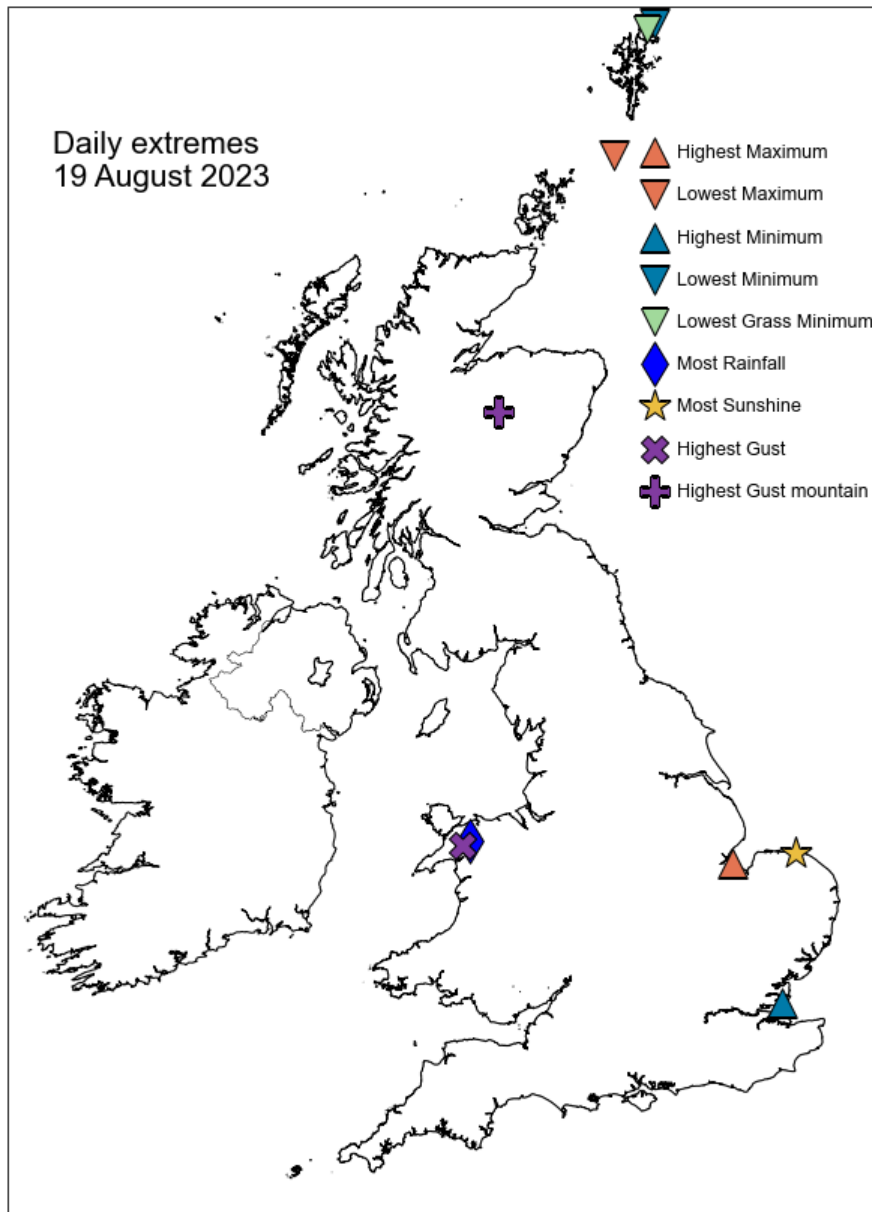 Daily extremes
19 August 2023
Highest Maximum
Lowest Maximum
Highest Minimum
Lowest Minimum
Lowest Grass Minimum
Most Rainfall
Most Sunshine
Highest Gust
Highest Gust mountain